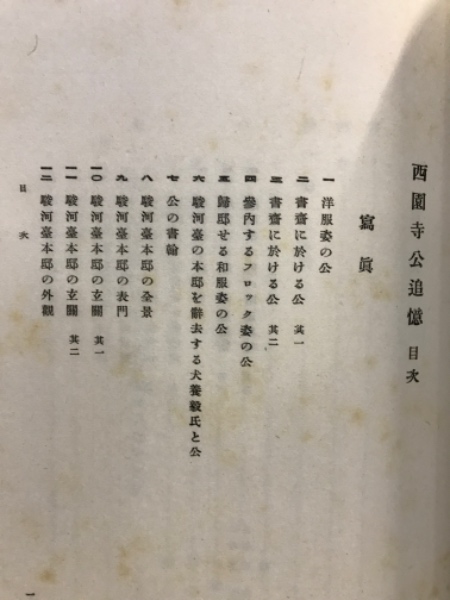 西園寺公追憶 目次
寫眞
一 洋服姿の公
二 書齋に於ける公 其一
三 書齋に於ける公 其二
四 參內するフロック姿の公
五 歸邸せる和服姿の公
六 駿河臺の本邸を辭去する犬養毅氏と公
七 公の書翰
八 駿河臺本邸の全景
九 駿河臺本邸の表門
一〇 駿河臺本邸の玄關 其一
一一 駿河臺本邸の玄關 其二
一二 駿河臺本邸の外觀
目次
一